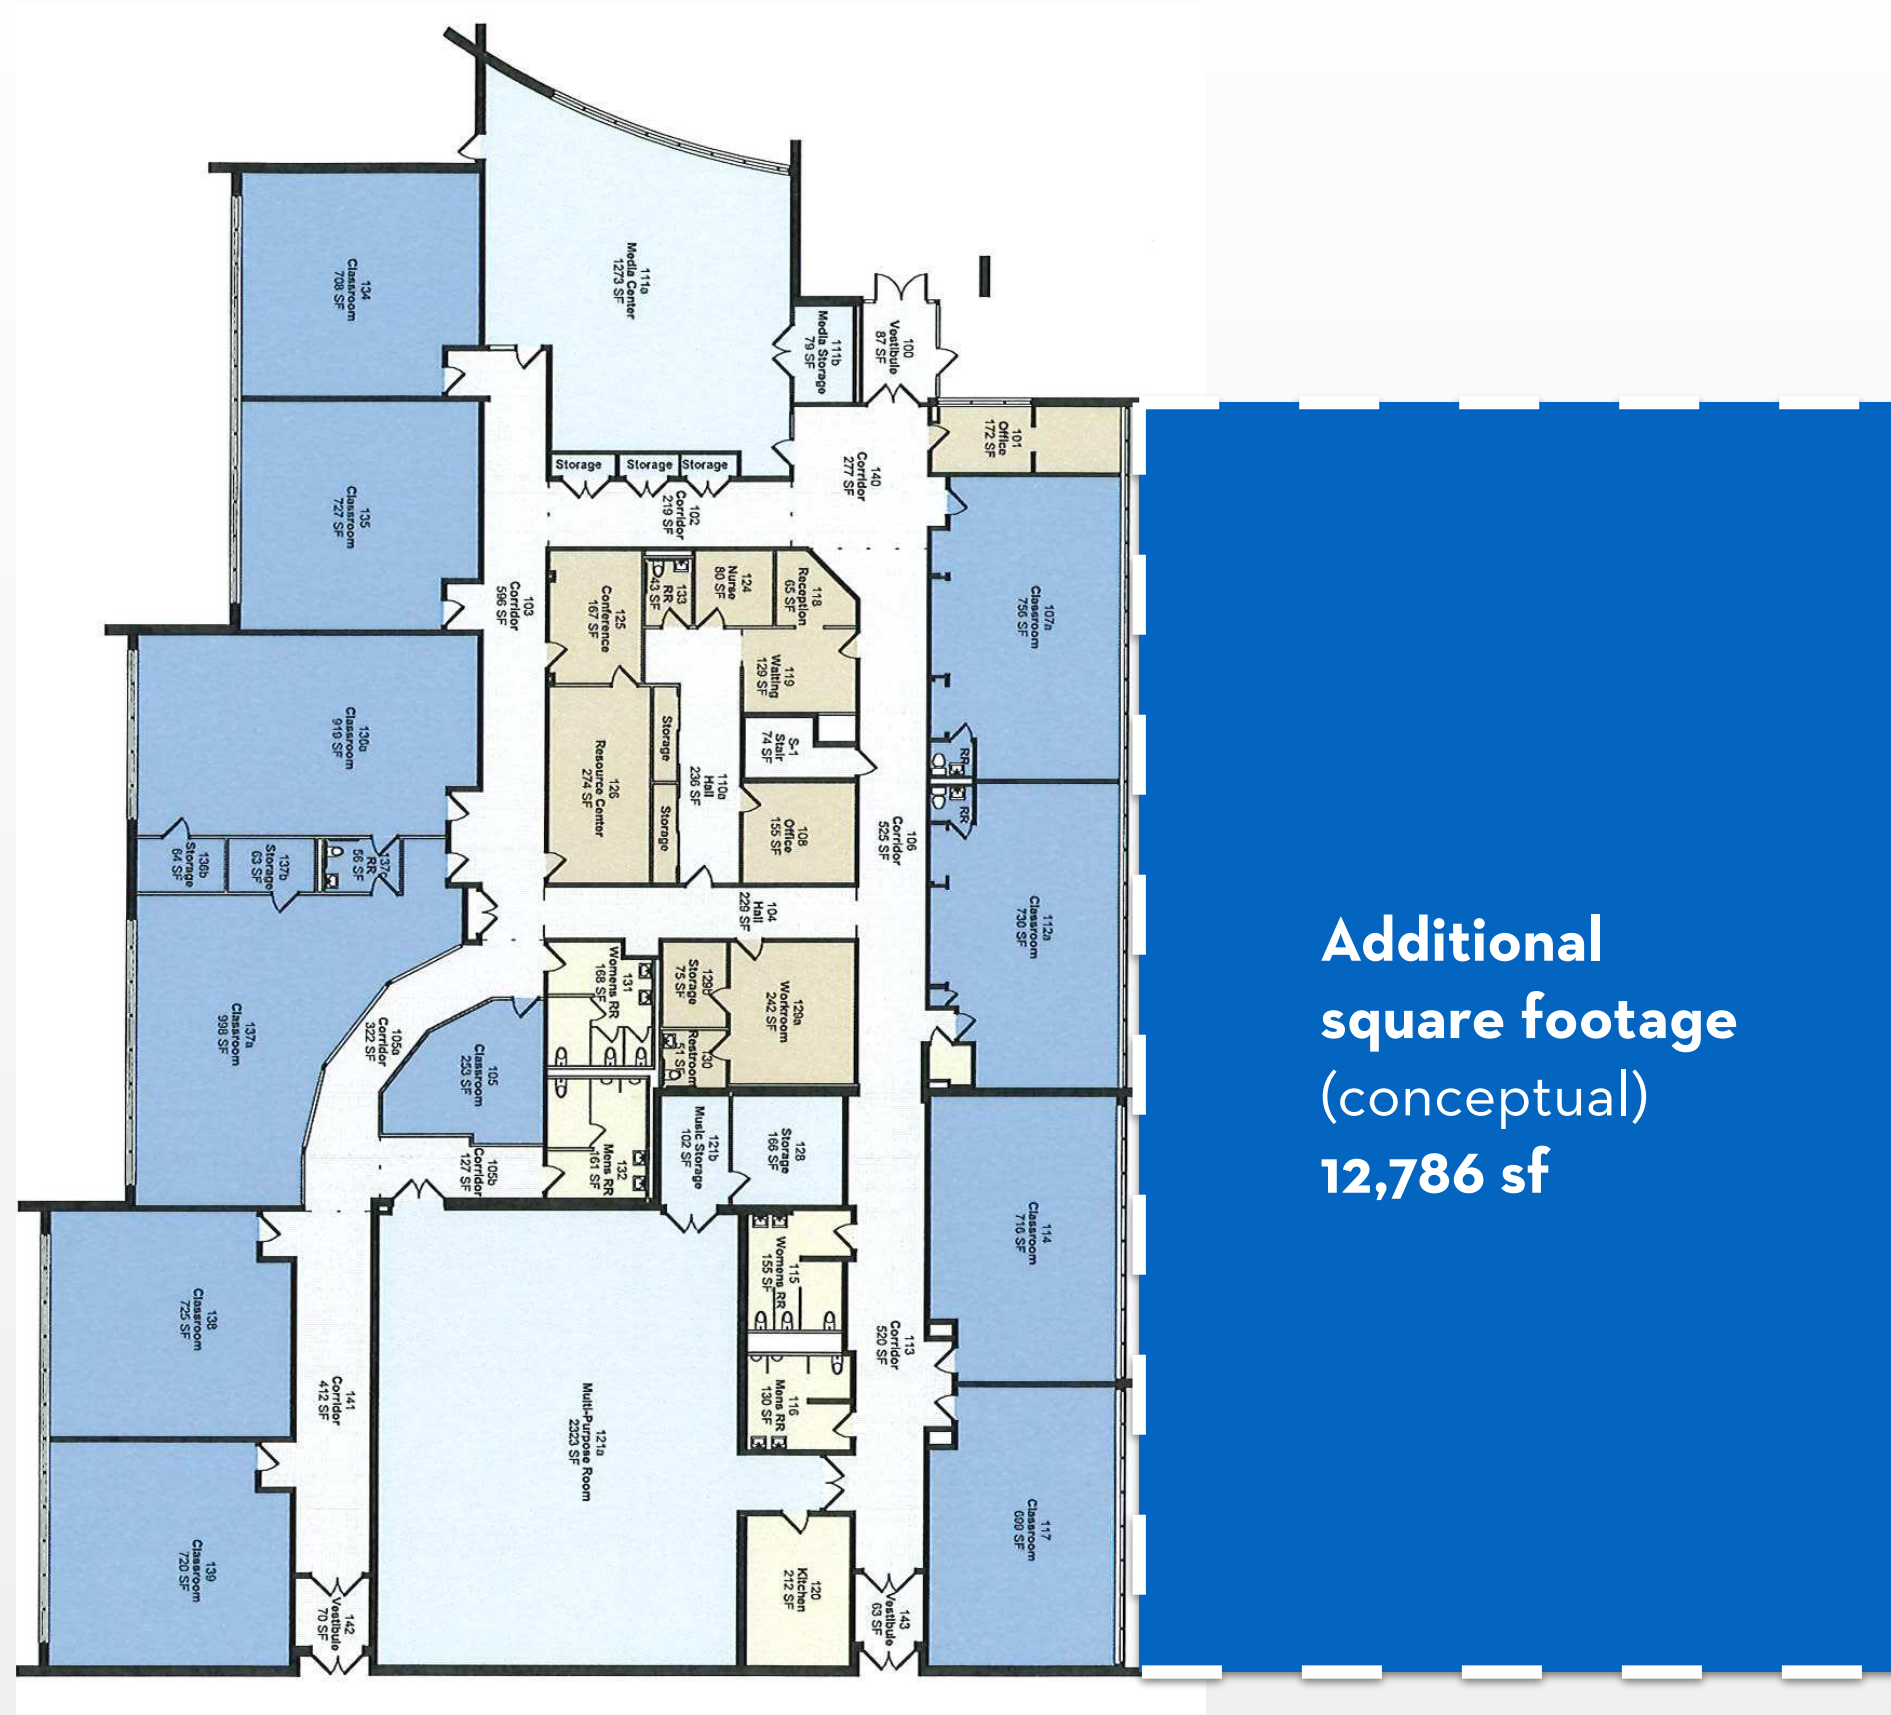 111a
Media Center
1273 SF
134
Classroom
708 SF
111b
Media Storage
79 SF
100
Vestibule
87 SF
101
Office
172 SF
140
Corridor
277 SF
Storage
Storage
Storage
102
Corridor
219 SF
135
Classroom
727 SF
103
Corridor
596 SF
125
Conference
167 SF
133
RR
43 SF
124
Nurse
80 SF
118
Reception
65 SF
119
Waiting
129 SF
107a
Classroom
756 SF
130a
Classroom
919 SF
126
Resource Center
274 SF
Storage
Storage
110a
Hall
236 SF
S-1
Stair
74 SF
108
Office
155 SF
106
Corridor
525 SF
RR
RR
136b
Storage
64 SF
137b
Storage
63 SF
137c
RR
56 SF
104
Hall
229 SF
112a
Classroom
730 SF
131
Womens RR
168 SF
129b
Storage
75 SF
129a
Workroom
242 SF
137a
Classroom
998 SF
105a
Corridor
322 SF
105
Classroom
253 SF
130
Restroom
51 SF
132
Mens RR
161 SF
121b
Music Storage
102 SF
128
Storage
166 SF
105b
Corridor
127 SF
114
Classroom
716 SF
115
Womens RR
155 SF
138
Classroom
725 SF
113
Corridor
520 SF
141
Corridor
412 SF
116
Mens RR
130 SF
121a
Multi-Purpose Room
2323 SF
117
Classroom
699 SF
139
Classroom
720 SF
142
Vestibule
70 SF
120
Kitchen
212 SF
143
Vestibule
63 SF
Additional
square footage
(conceptual)
12,786 sf